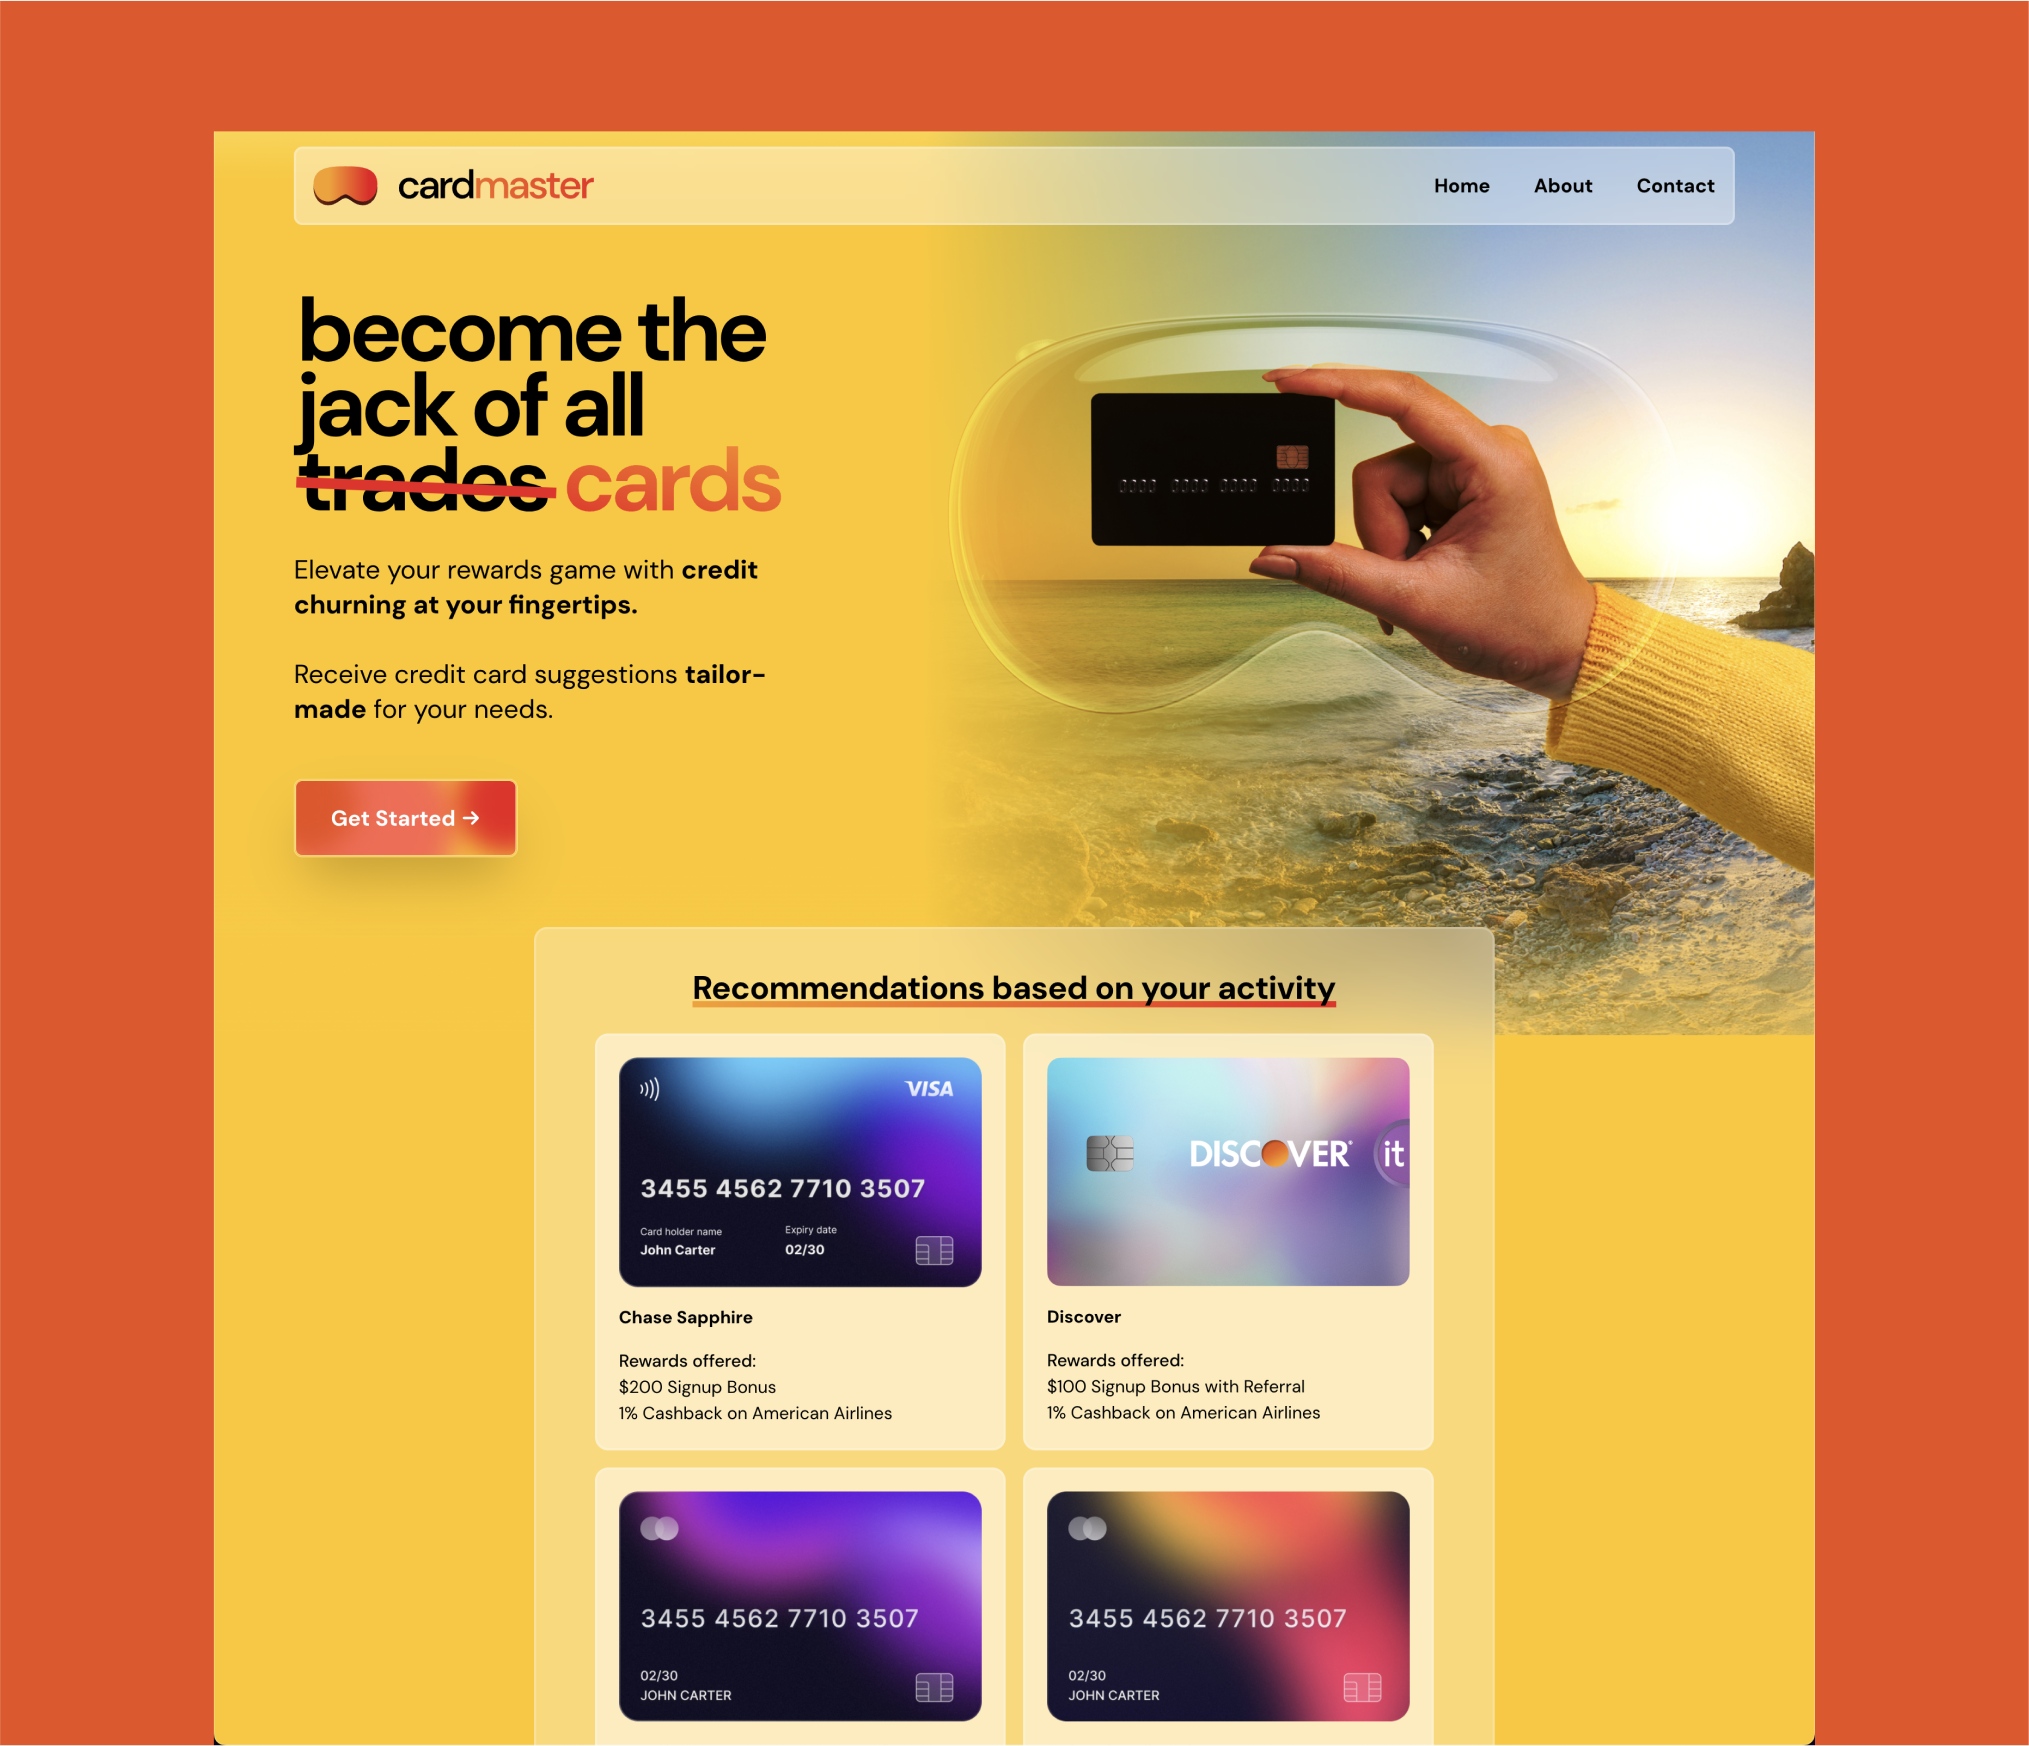 cardmaster
Home About Contact
become the
jack of all
trades cards
Elevate your rewards game with credit
churning at your fingertips.
Receive credit card suggestions tailor-
made for your needs.
Get Started →
Recommendations based on your activity
VISA
3455 4562 7710 3507
Card holder name
Expiry date
John Carter
02/30
DISCOVER® it
Chase Sapphire
Rewards offered:
$200 Signup Bonus
1% Cashback on American Airlines
Discover
Rewards offered:
$100 Signup Bonus with Referral
1% Cashback on American Airlines
3455 4562 7710 3507
02/30
JOHN CARTER
3455 4562 7710 3507
02/30
JOHN CARTER